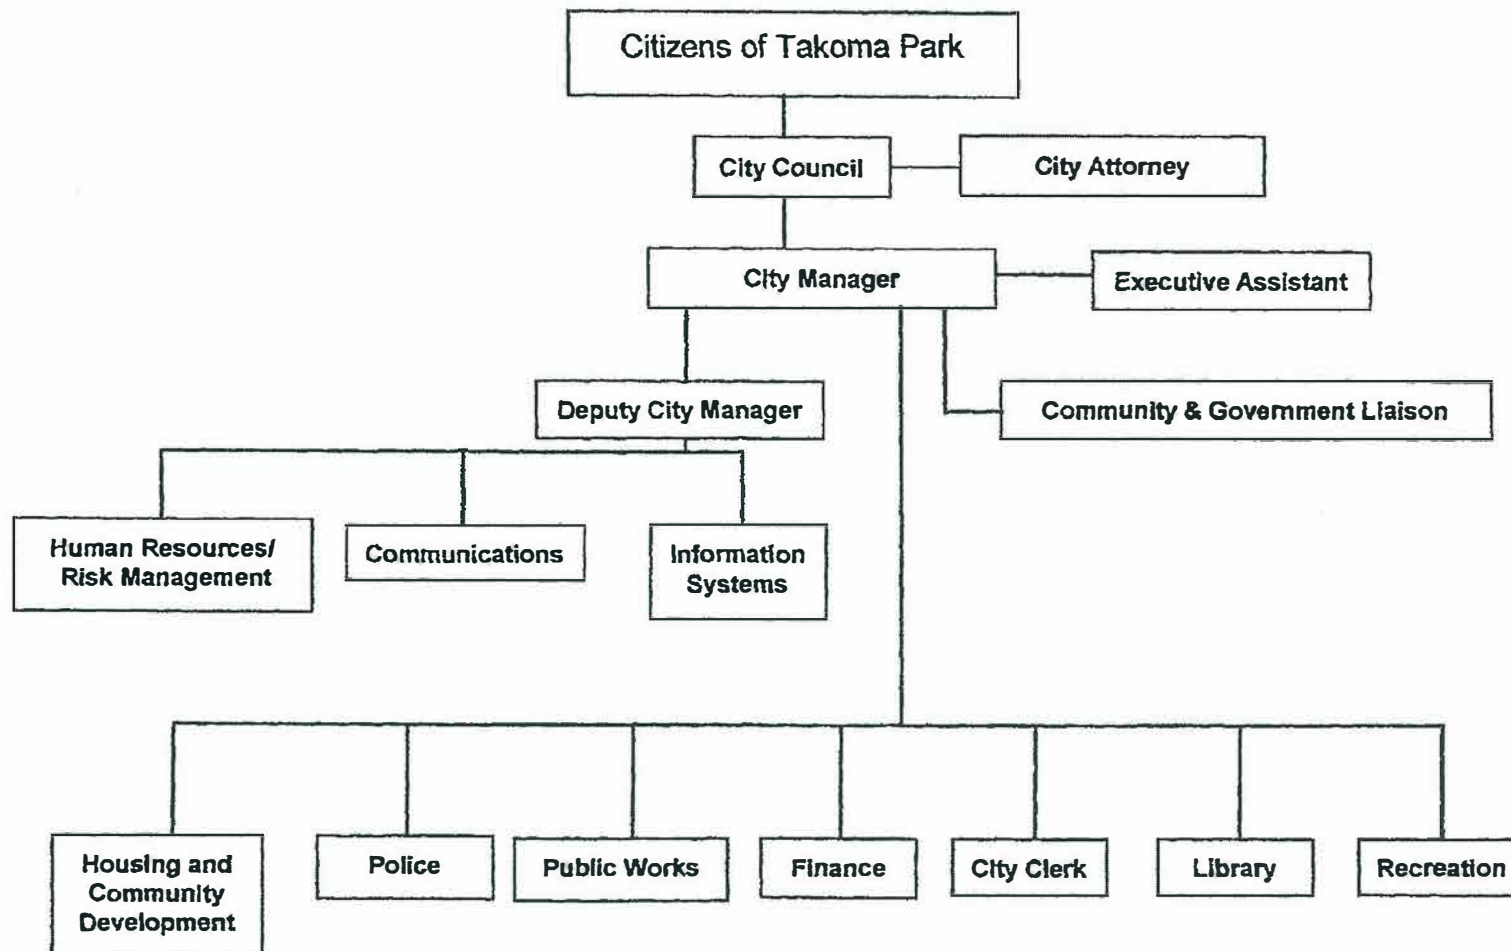 Citizens of Takoma Park
City Council
City Attorney
City Manager
Executive Assistant
Deputy City Manager
Community & Government Liaison
Human Resources/
Risk Management
Communications
Information
Systems
Housing and
Community
Development
Police
Public Works
Finance
City Clerk
Library
Recreation